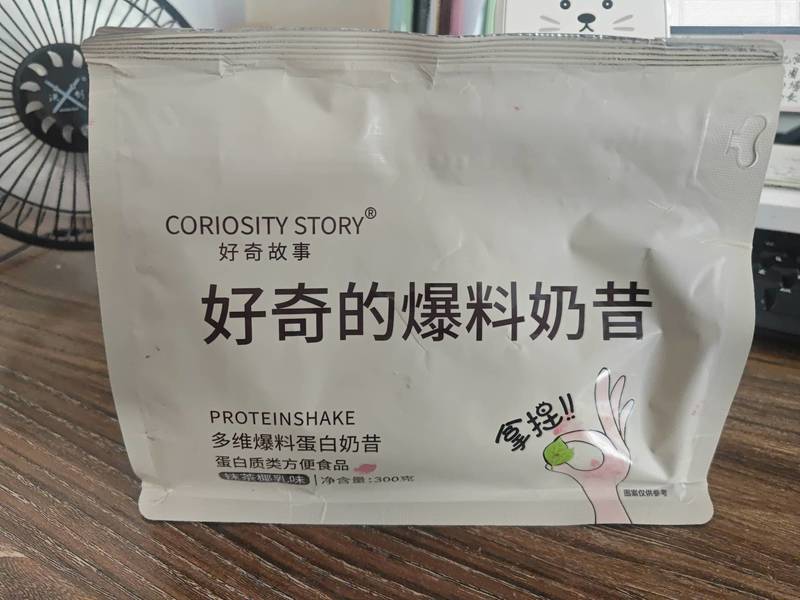 CORIOSITY STORY®
好奇故事
好奇的爆料奶昔
拿捏!!
PROTEINSHAKE
多维爆料蛋白奶昔
蛋白质类方便食品
抹茶椰乳味 | 净含量:300克
图案仅供参考